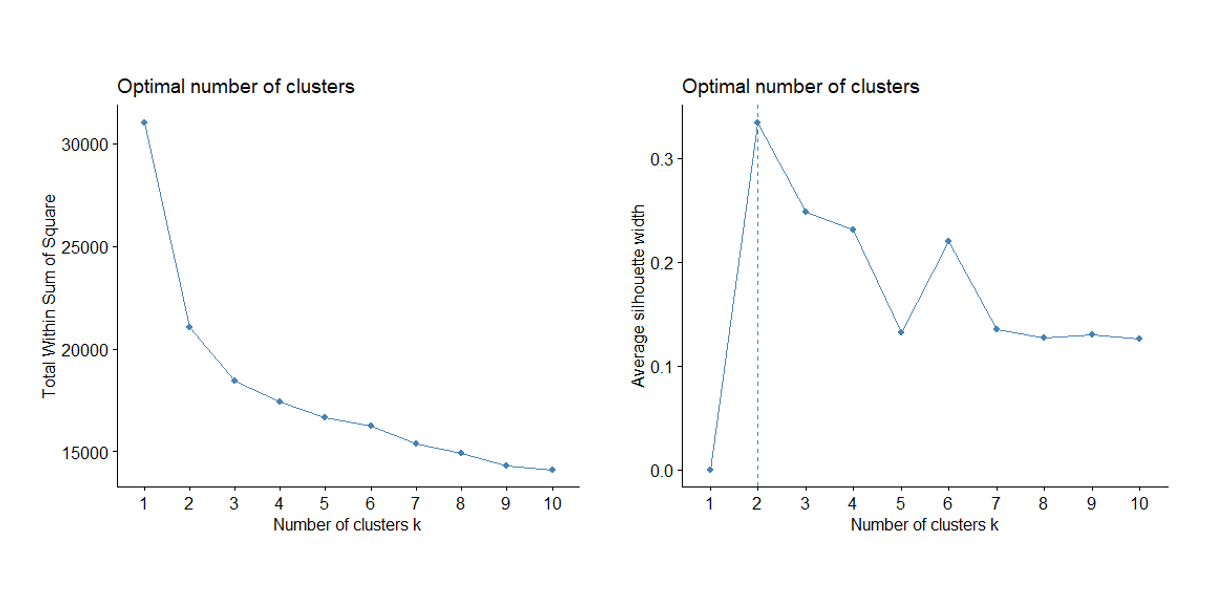 Optimal number of clusters
Total Within Sum of Square
30000
25000
20000
15000
1 2 3 4 5 6 7 8 9 10
Number of clusters k
Optimal number of clusters
Average silhouette width
0.3
0.2
0.1
0.0
1 2 3 4 5 6 7 8 9 10
Number of clusters k